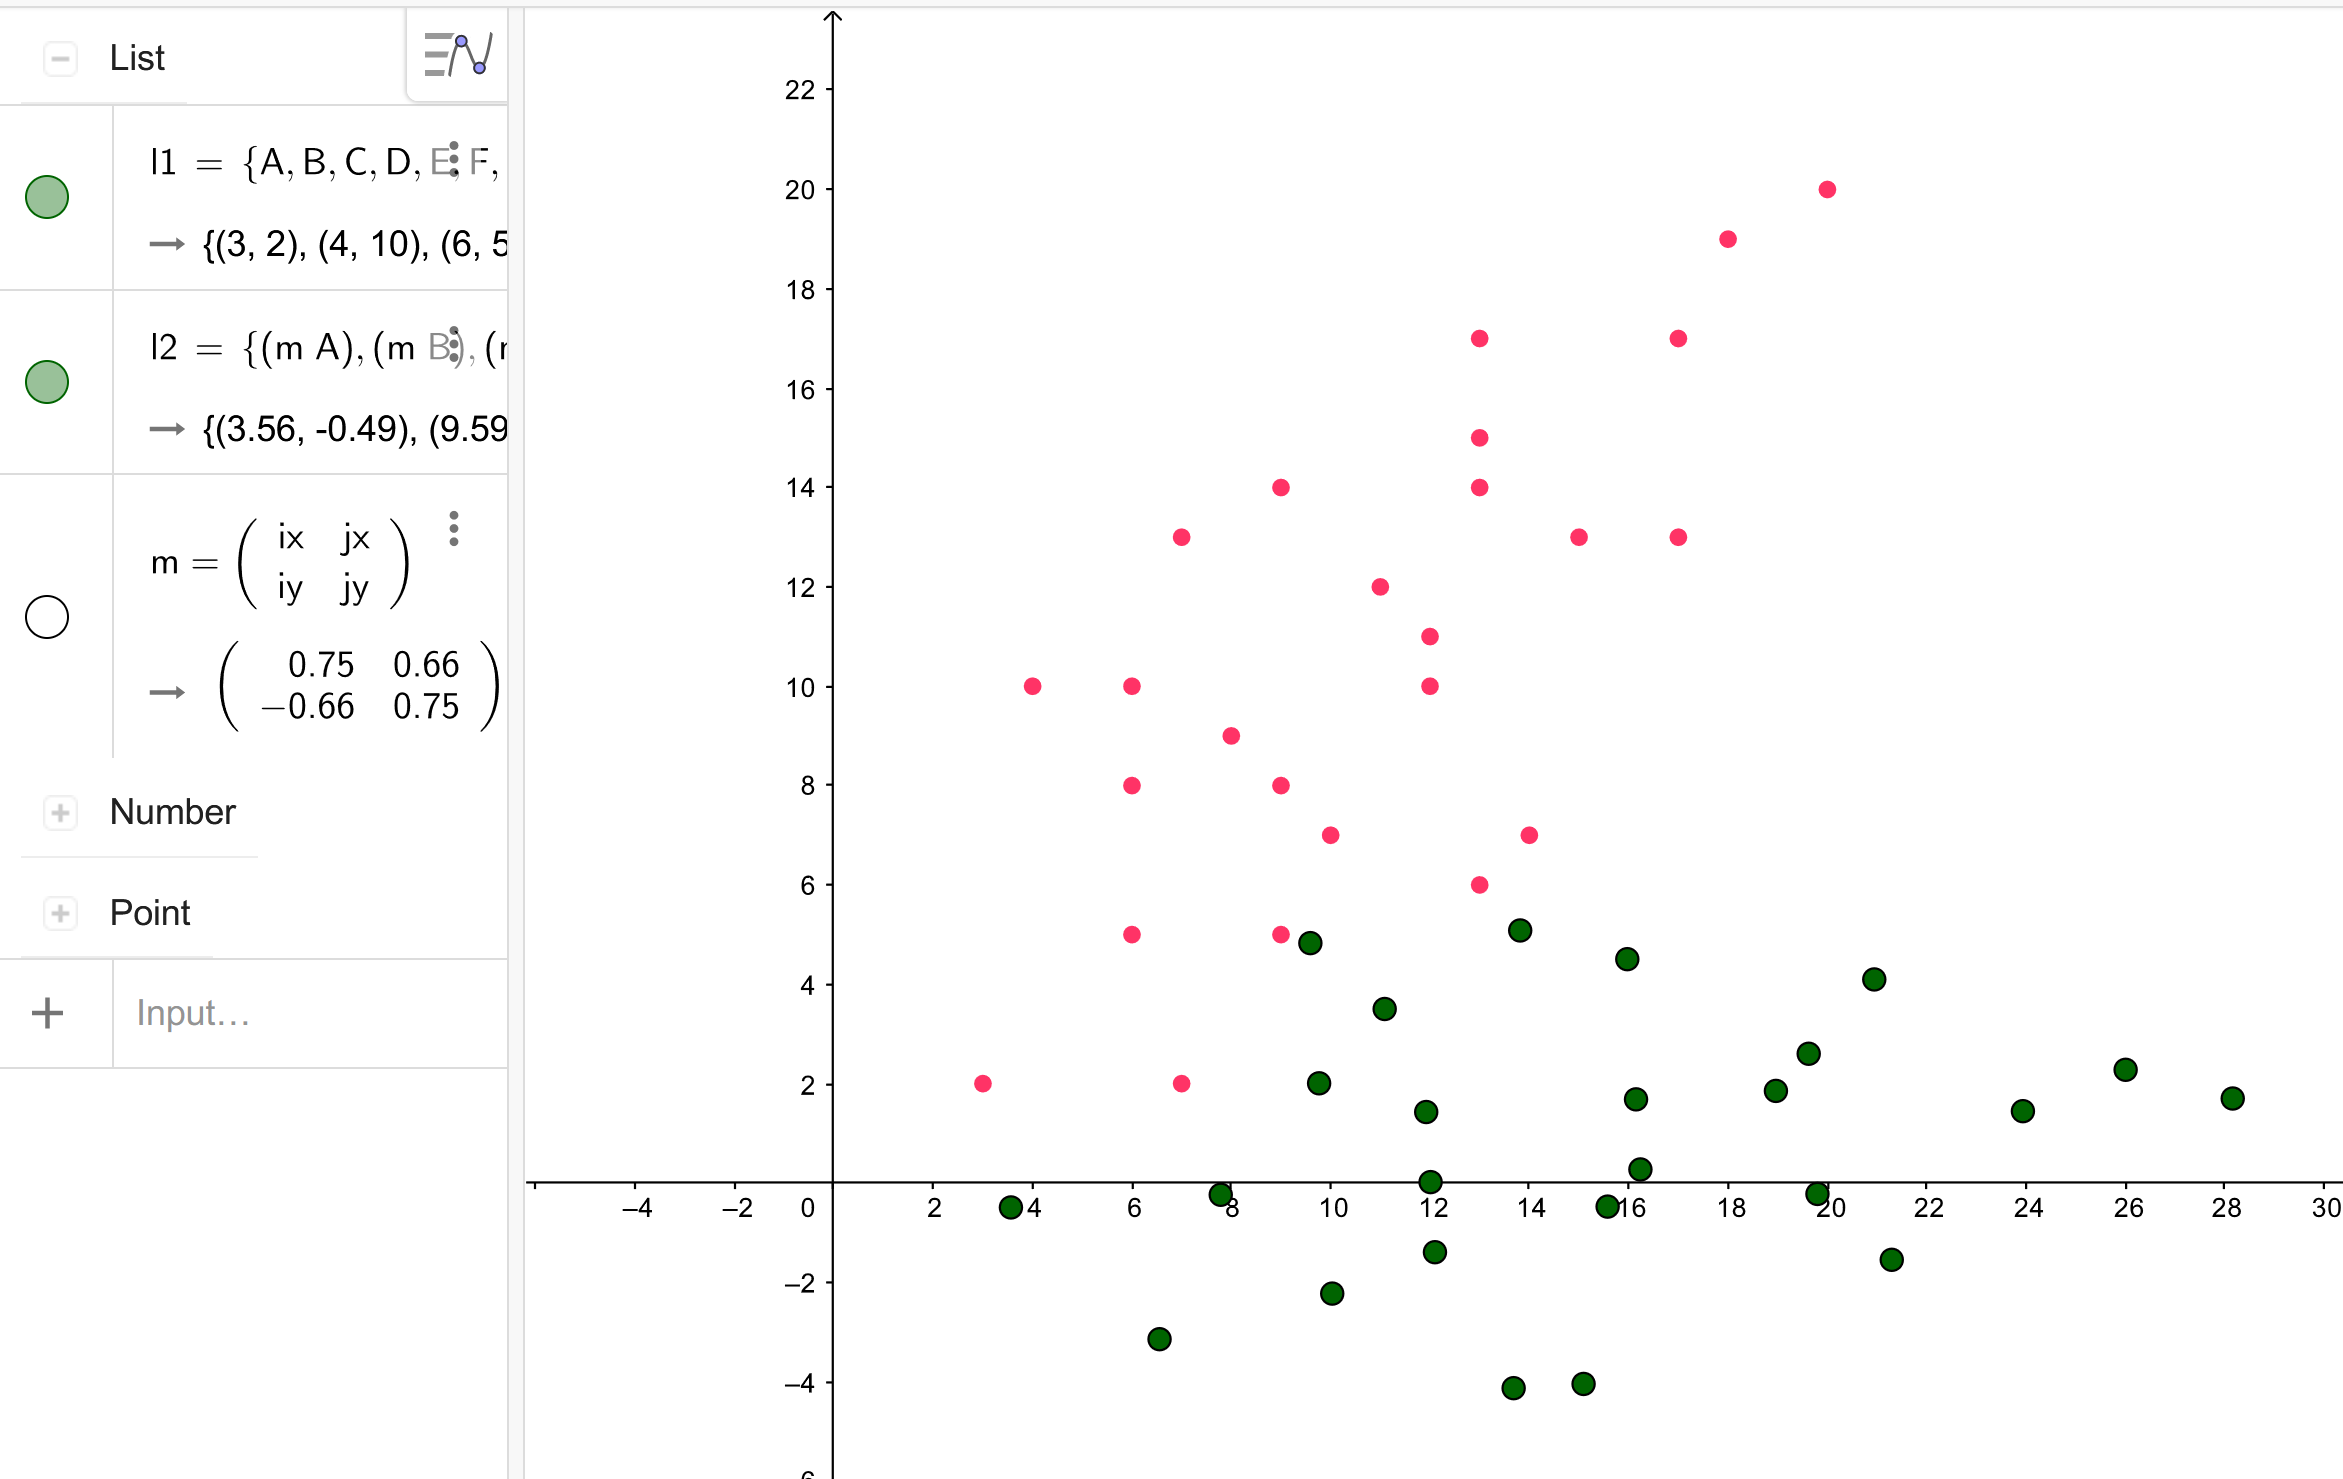 List
l1 = {A, B, C, D, E, F,
→ {(3, 2), (4, 10), (6, 5
l2 = {(m A), (m B), (
→ {(3.56, -0.49), (9.59
m = ( ix jx
iy jy )
→ ( 0.75 0.66
−0.66 0.75 )
Number
Point
+ Input…
22
20
18
16
14
12
10
8
6
4
2
–4 –2 0 2 4 6 8 10 12 14 16 18 20 22 24 26 28 30
–2
–4